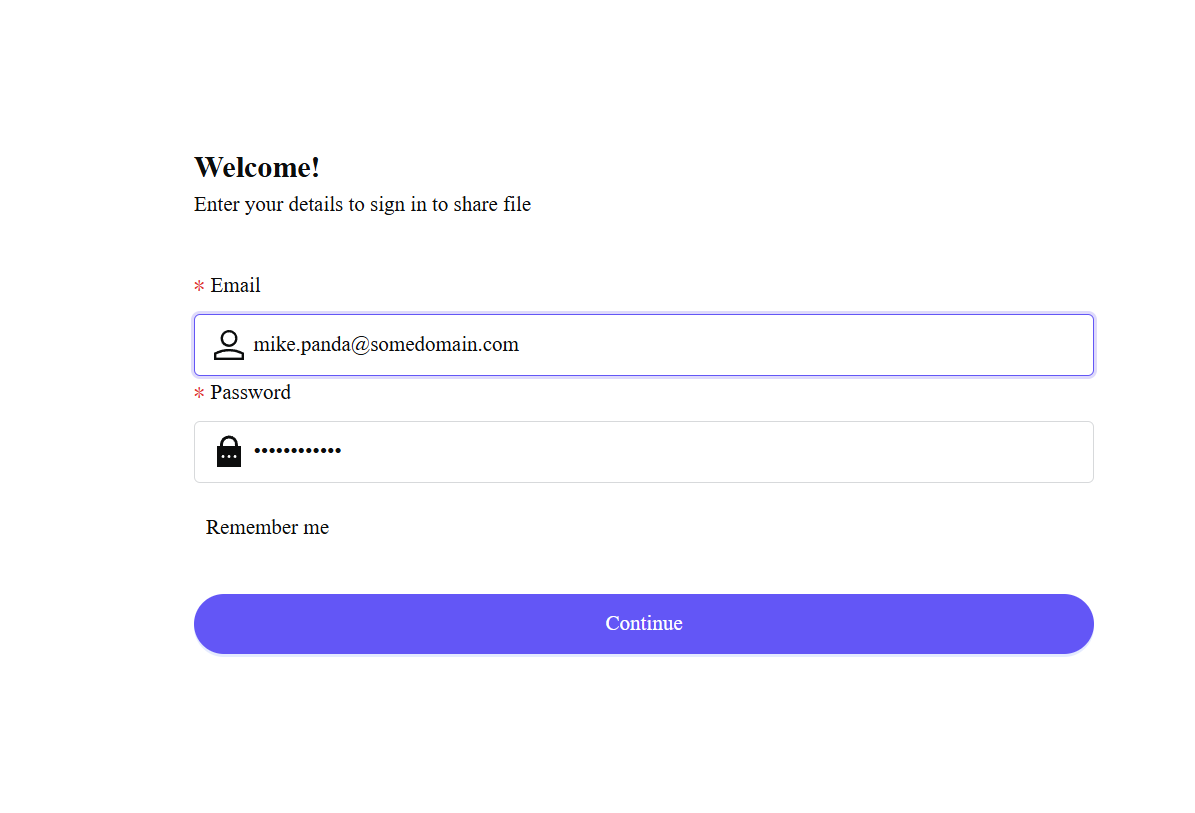 Welcome!
Enter your details to sign in to share file
* Email
mike.panda@somedomain.com
* Password
••••••••••••
Remember me
Continue